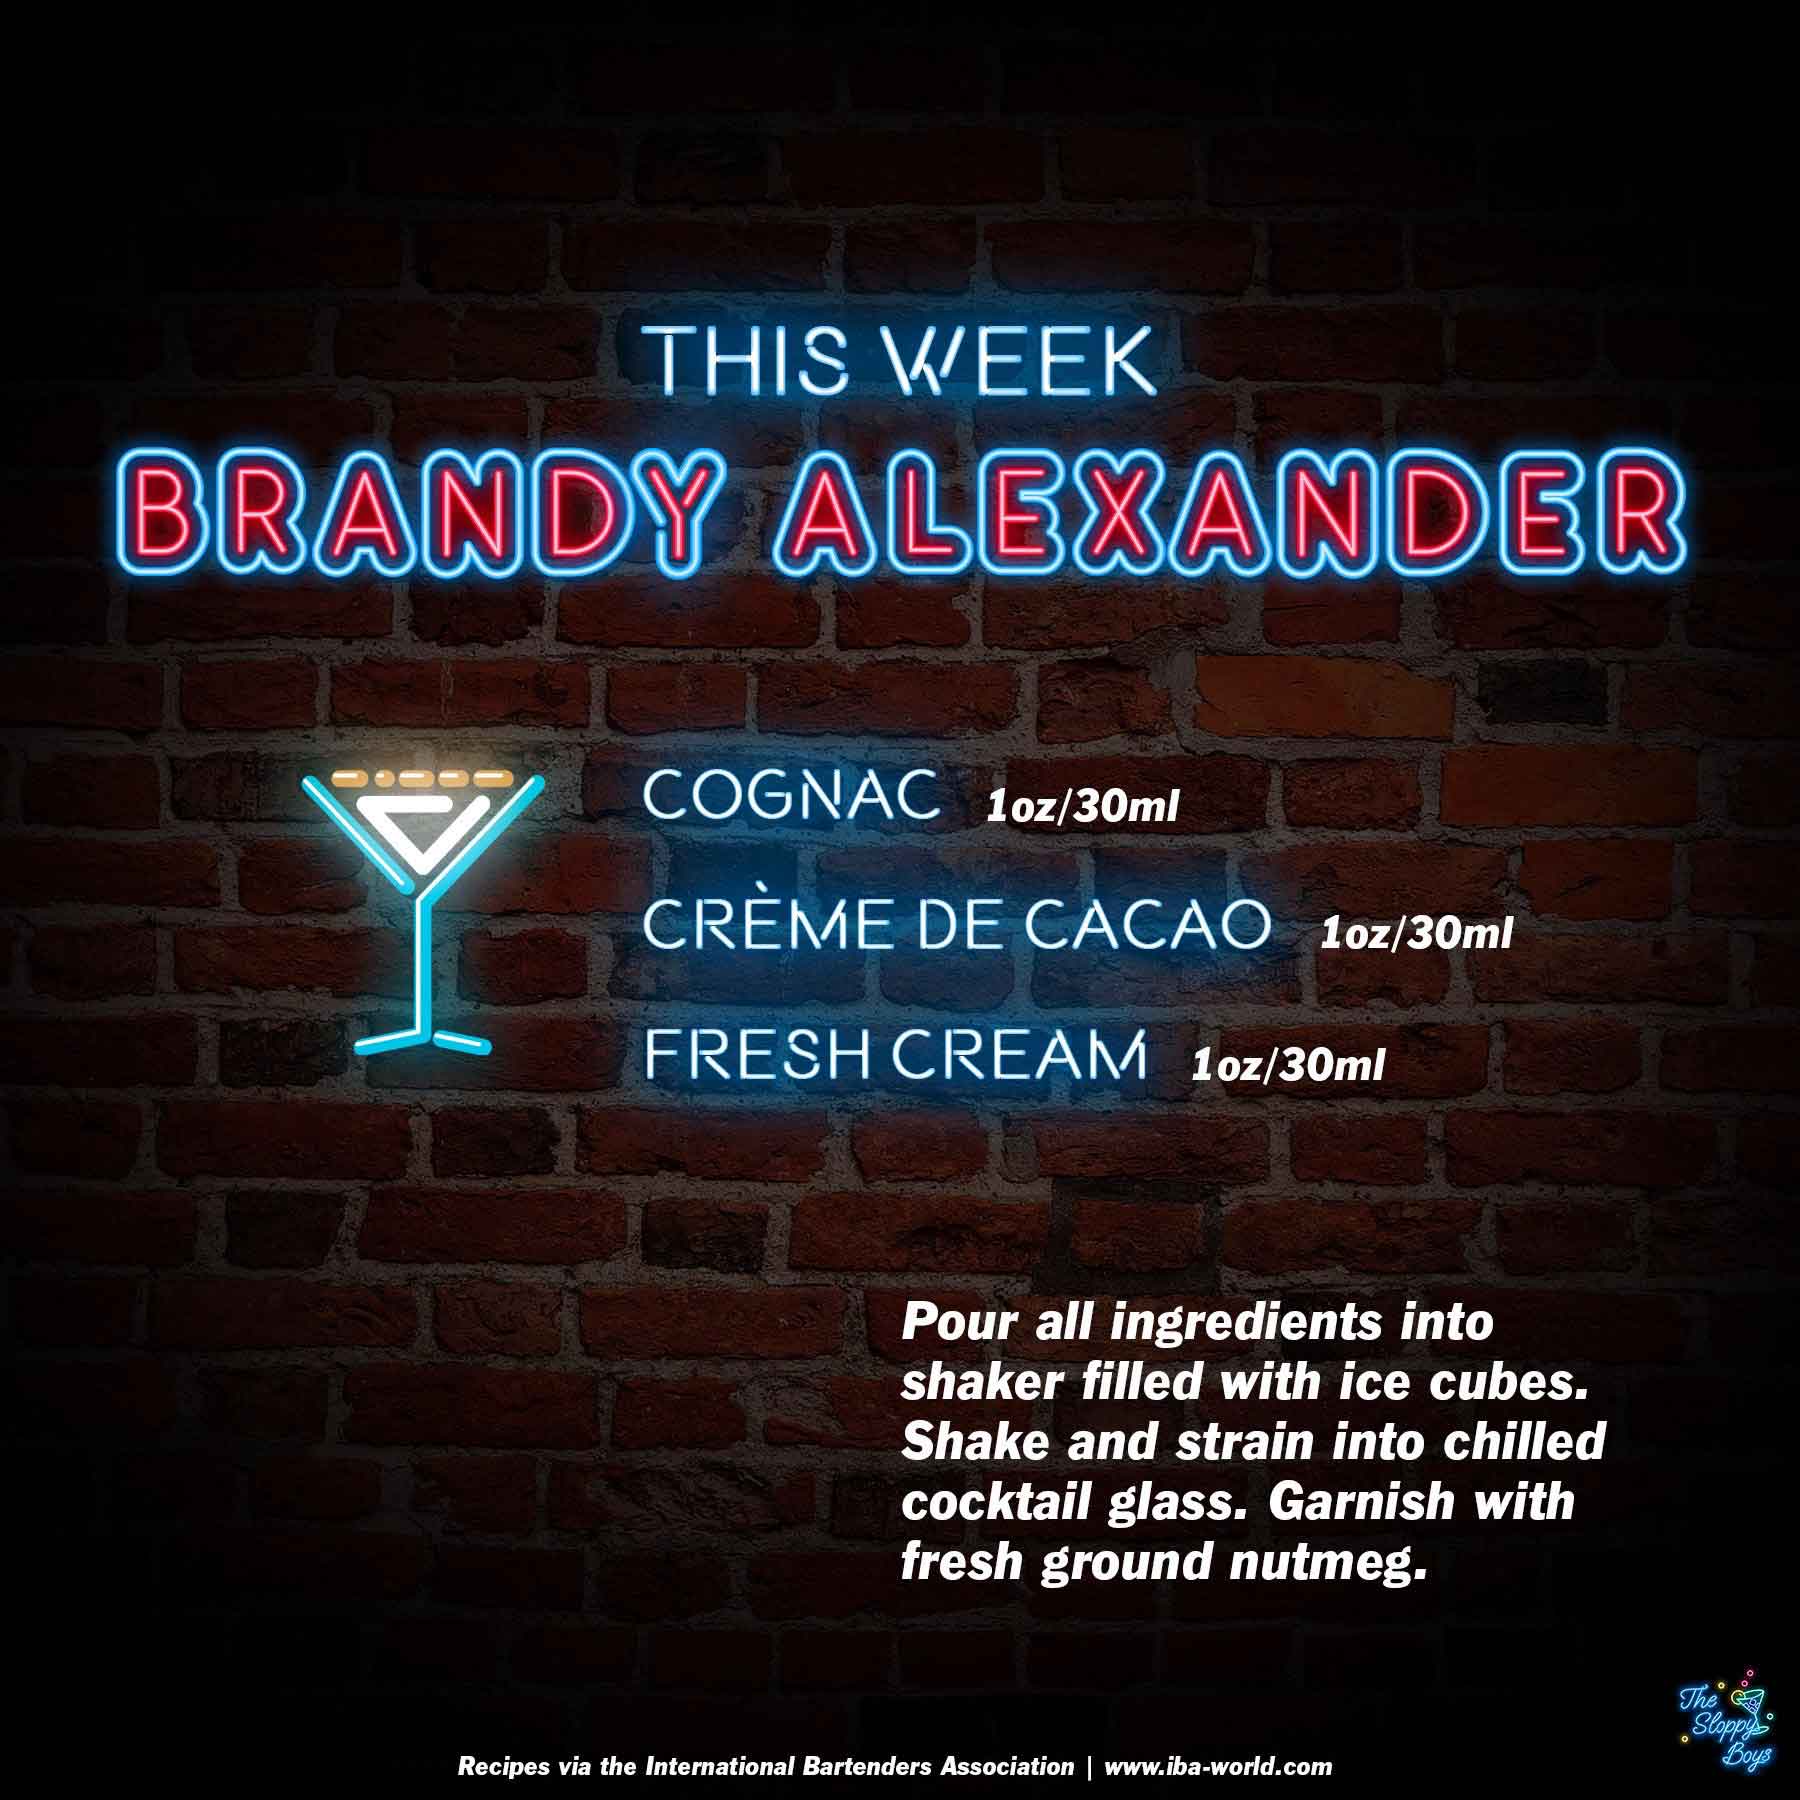 THIS WEEK
BRANDY ALEXANDER
COGNAC 1oz/30ml
CRÈME DE CACAO 1oz/30ml
FRESH CREAM 1oz/30ml
Pour all ingredients into
shaker filled with ice cubes.
Shake and strain into chilled
cocktail glass. Garnish with
fresh ground nutmeg.
The
Sloppy
Boys
Recipes via the International Bartenders Association | www.iba-world.com